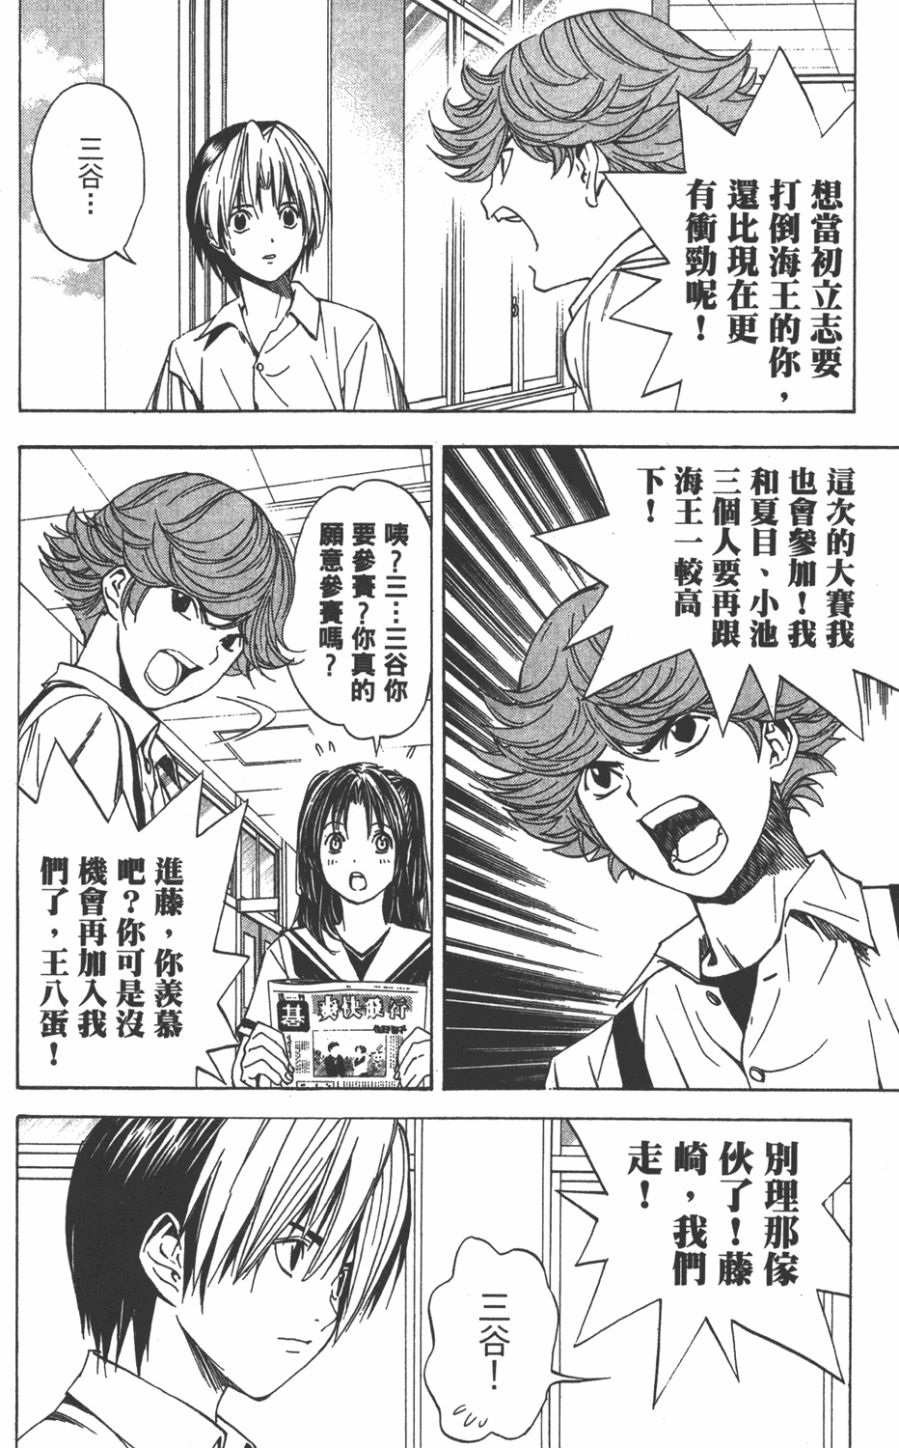 想當初立志要
打倒海王的你，
還比現在更
有衝勁呢！
三谷…
這次的大賽我
也會參加！我
和夏目、小池
三個人要再跟
海王一較高
下！
咦？三…三谷你
要參賽？你真的
願意參賽嗎？
進藤，你羨慕
吧？你可是沒
機會再加入我
們了，王八蛋！
碁
別理那傢
伙了！藤
崎，我們
走！
三谷！